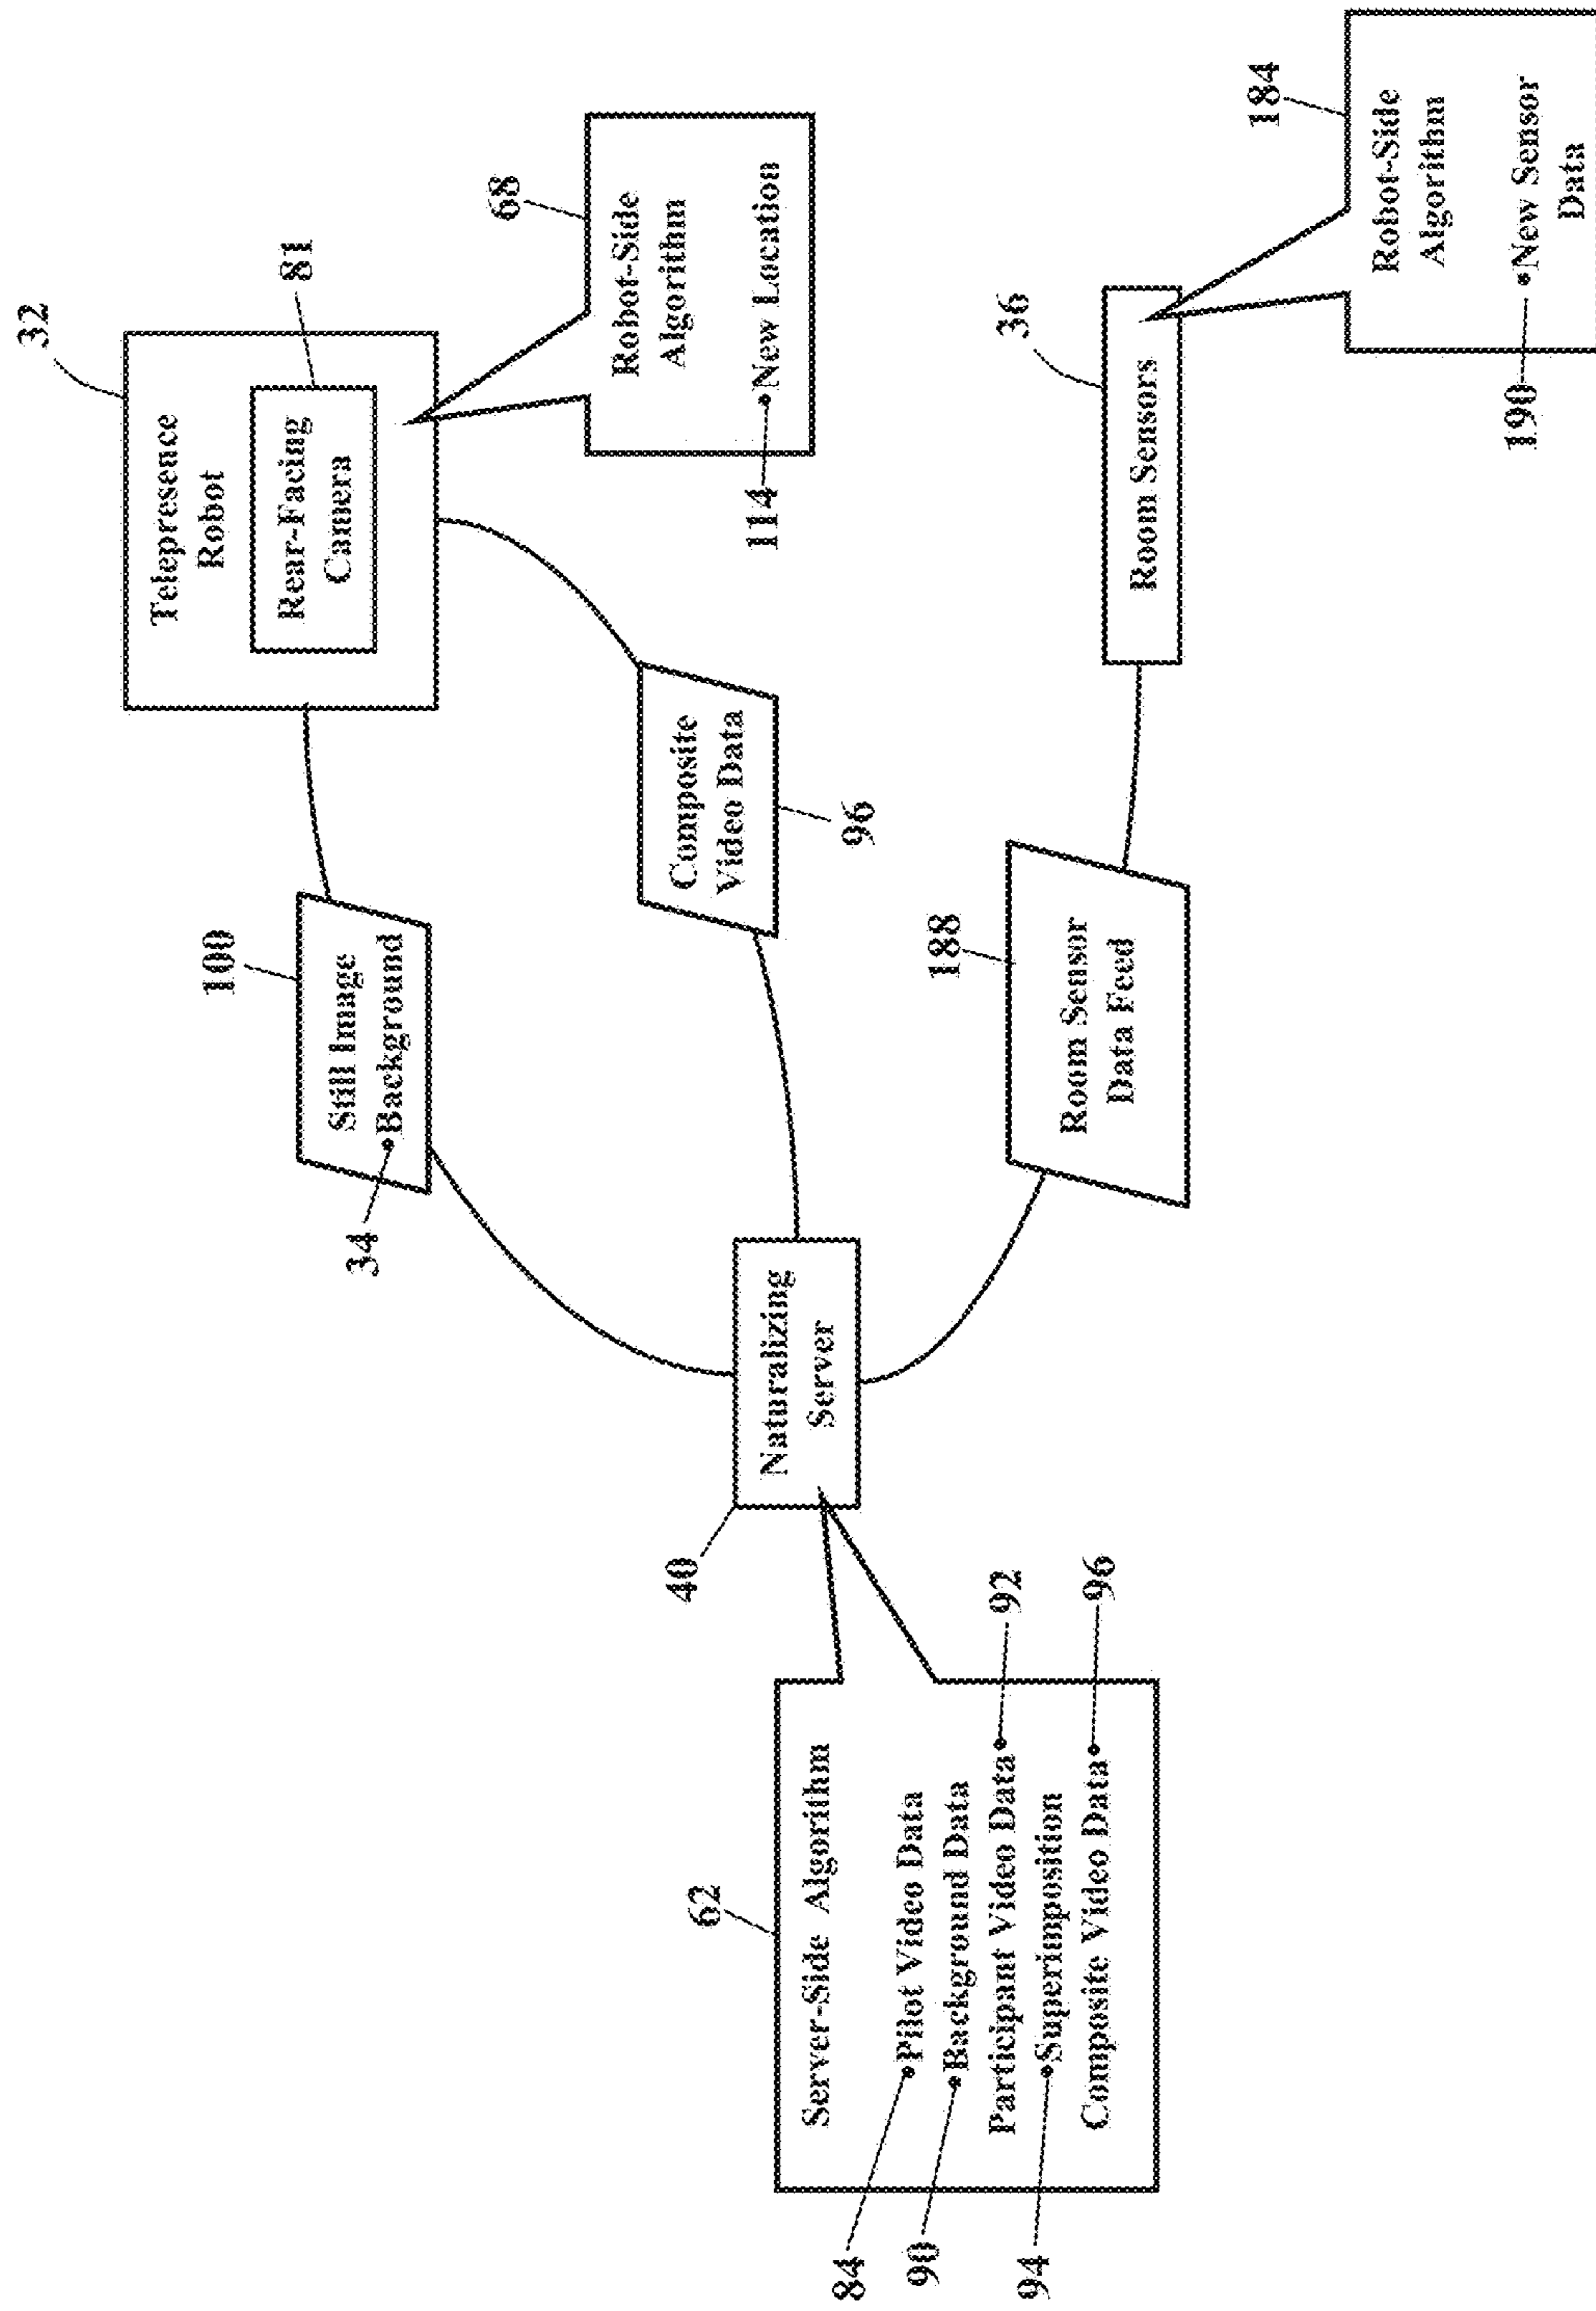 32
Telepresence
Robot
81
Rear-Facing
Camera
68
Robot-Side
Algorithm
114
New Location
100
Still Image
34
Background
Composite
Video Data
96
40
Naturalizing
Server
62
Server-Side Algorithm
84
Pilot Video Data
90
Background Data
Participant Video Data
92
94
Superimposition
Composite Video Data
96
188
Room Sensor
Data Feed
36
Room Sensors
184
Robot-Side
Algorithm
190
New Sensor
Data